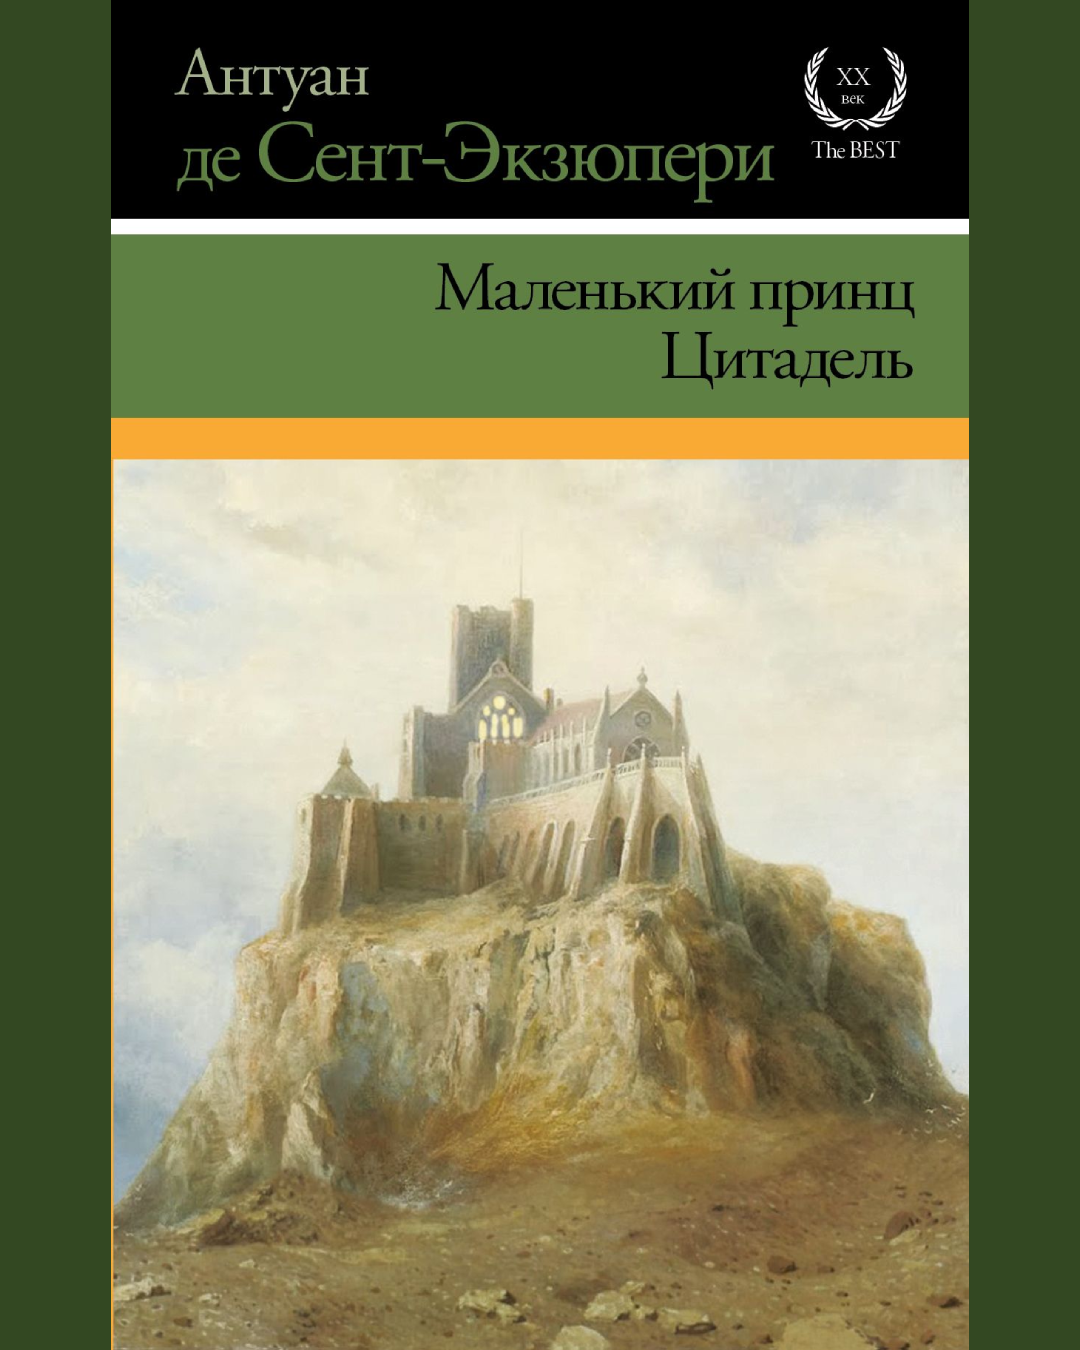 Антуан
де Сент-Экзюпери
XX
век
The BEST
Маленький принц
Цитадель